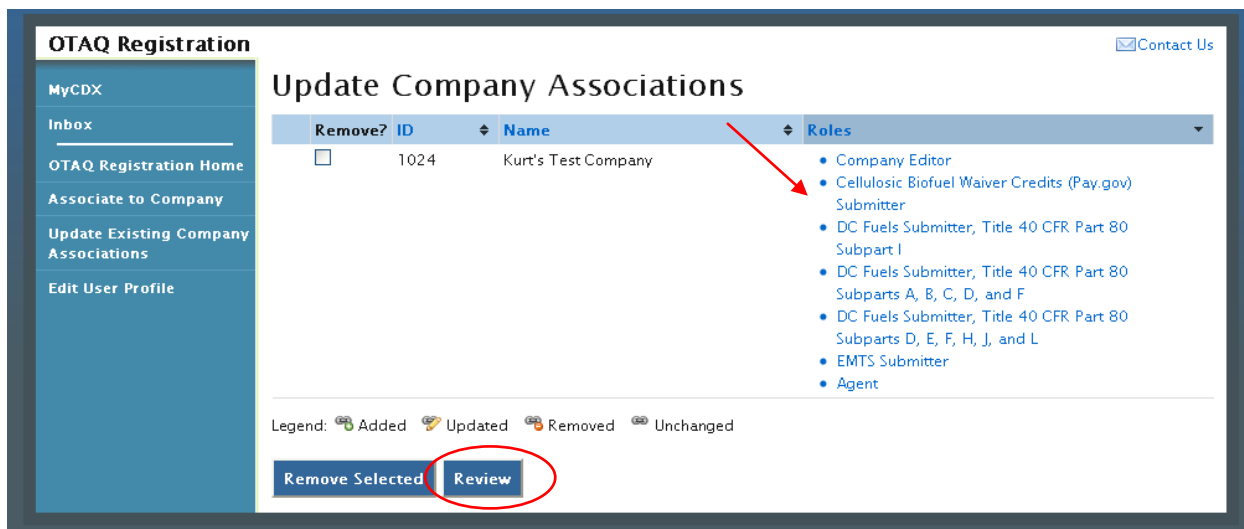 OTAQ Registration
Contact Us
MyCDX
Inbox
OTAQ Registration Home
Associate to Company
Update Existing Company
Associations
Edit User Profile
Update Company Associations
Remove? ID Name Roles
1024 Kurt's Test Company
• Company Editor
• Cellulosic Biofuel Waiver Credits (Pay.gov)
Submitter
• DC Fuels Submitter, Title 40 CFR Part 80
Subpart I
• DC Fuels Submitter, Title 40 CFR Part 80
Subparts A, B, C, D, and F
• DC Fuels Submitter, Title 40 CFR Part 80
Subparts D, E, F, H, J, and L
• EMTS Submitter
• Agent
Legend: Added Updated Removed Unchanged
Remove Selected Review